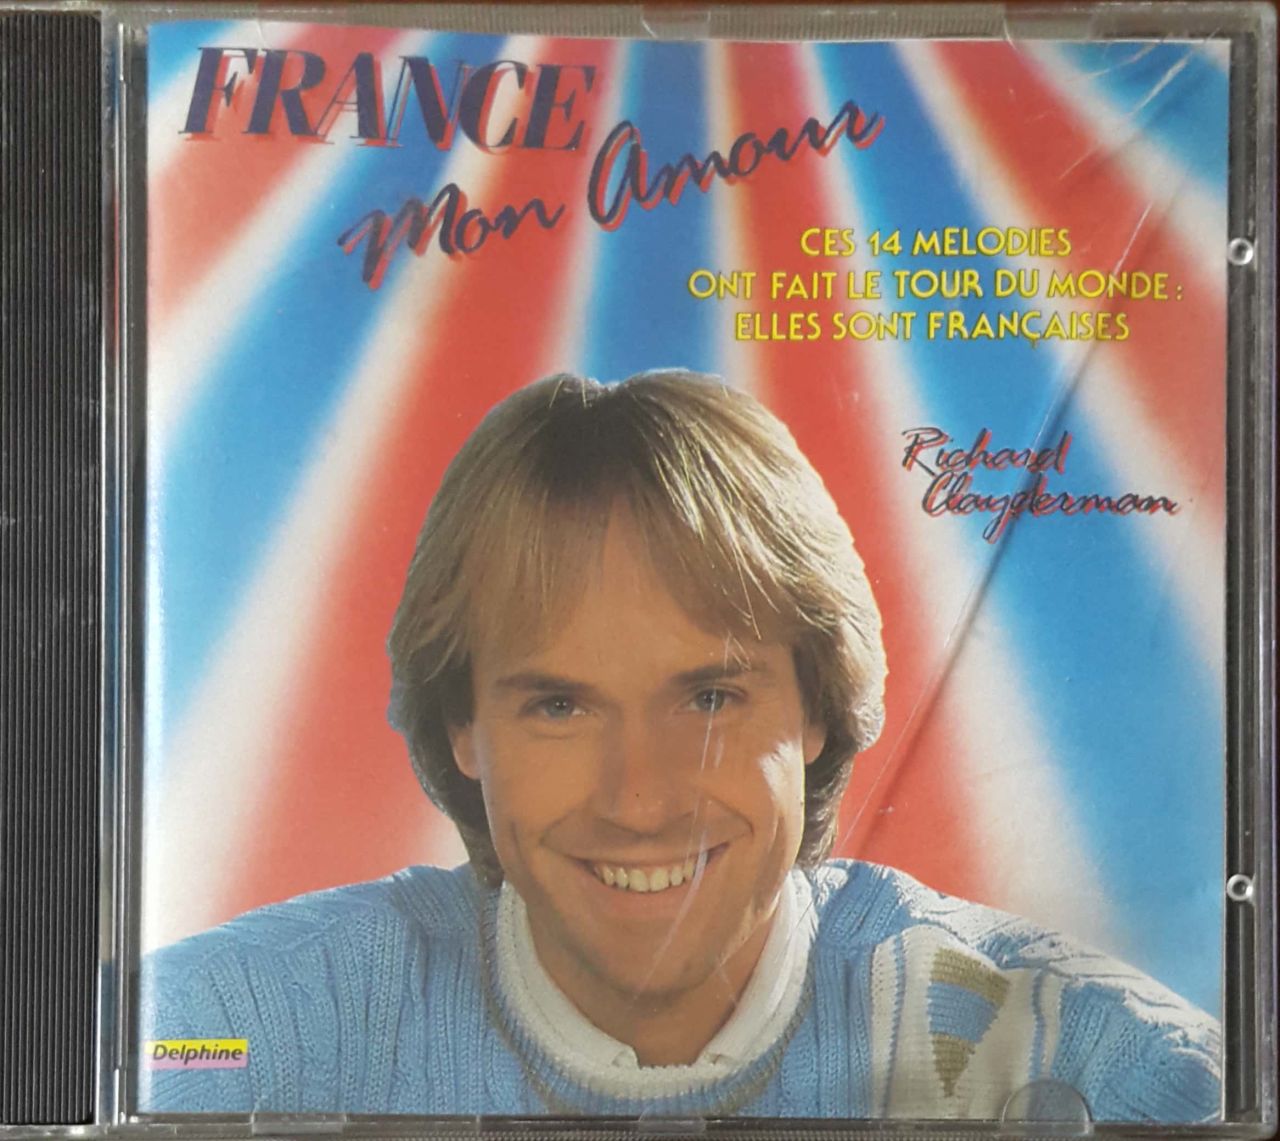 FRANCE
Mon Amour
CES 14 MELODIES
ONT FAIT LE TOUR DU MONDE :
ELLES SONT FRANÇAISES
Richard
Clayderman
Delphine